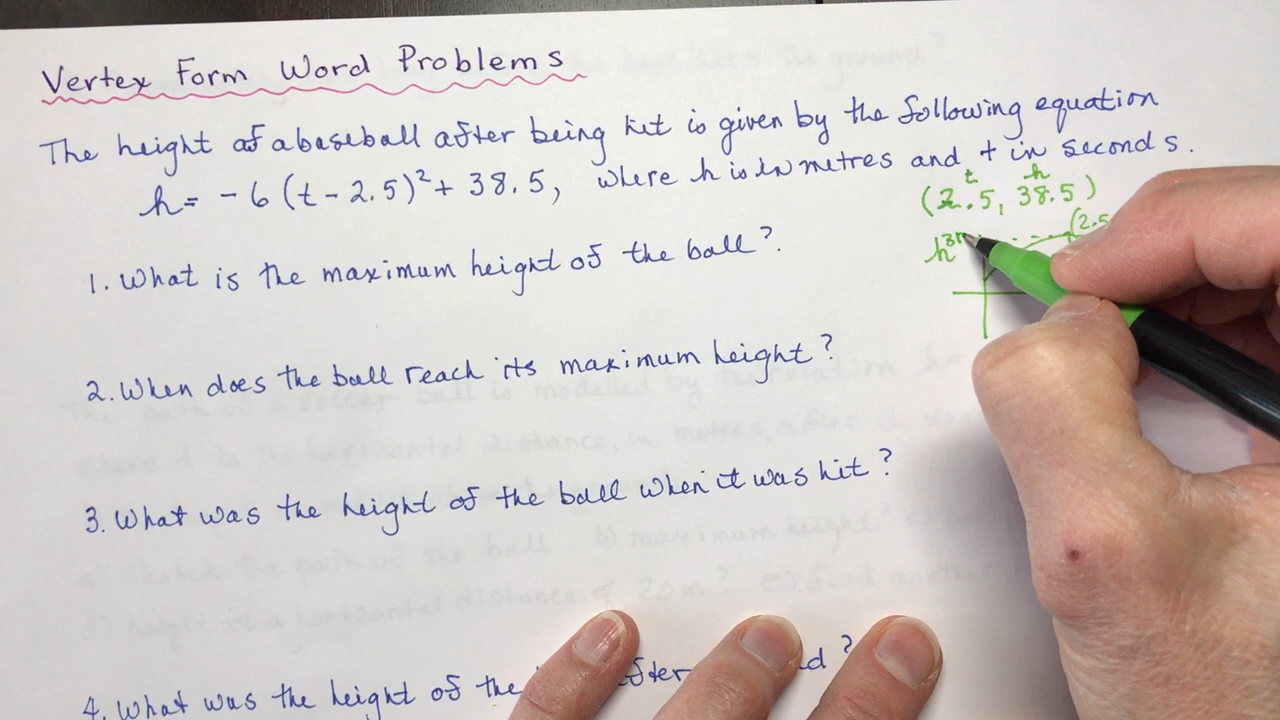 Vertex Form Word Problems
The height of a baseball after being hit is given by the following equation
h = -6(t-2.5)²+38.5, where h is in metres and t in seconds.
t h
(2.5, 38.5)
(2.5
h
1. What is the maximum height of the ball?
2. When does the ball reach its maximum height?
3. What was the height of the ball when it was hit?
4. What was the height of the